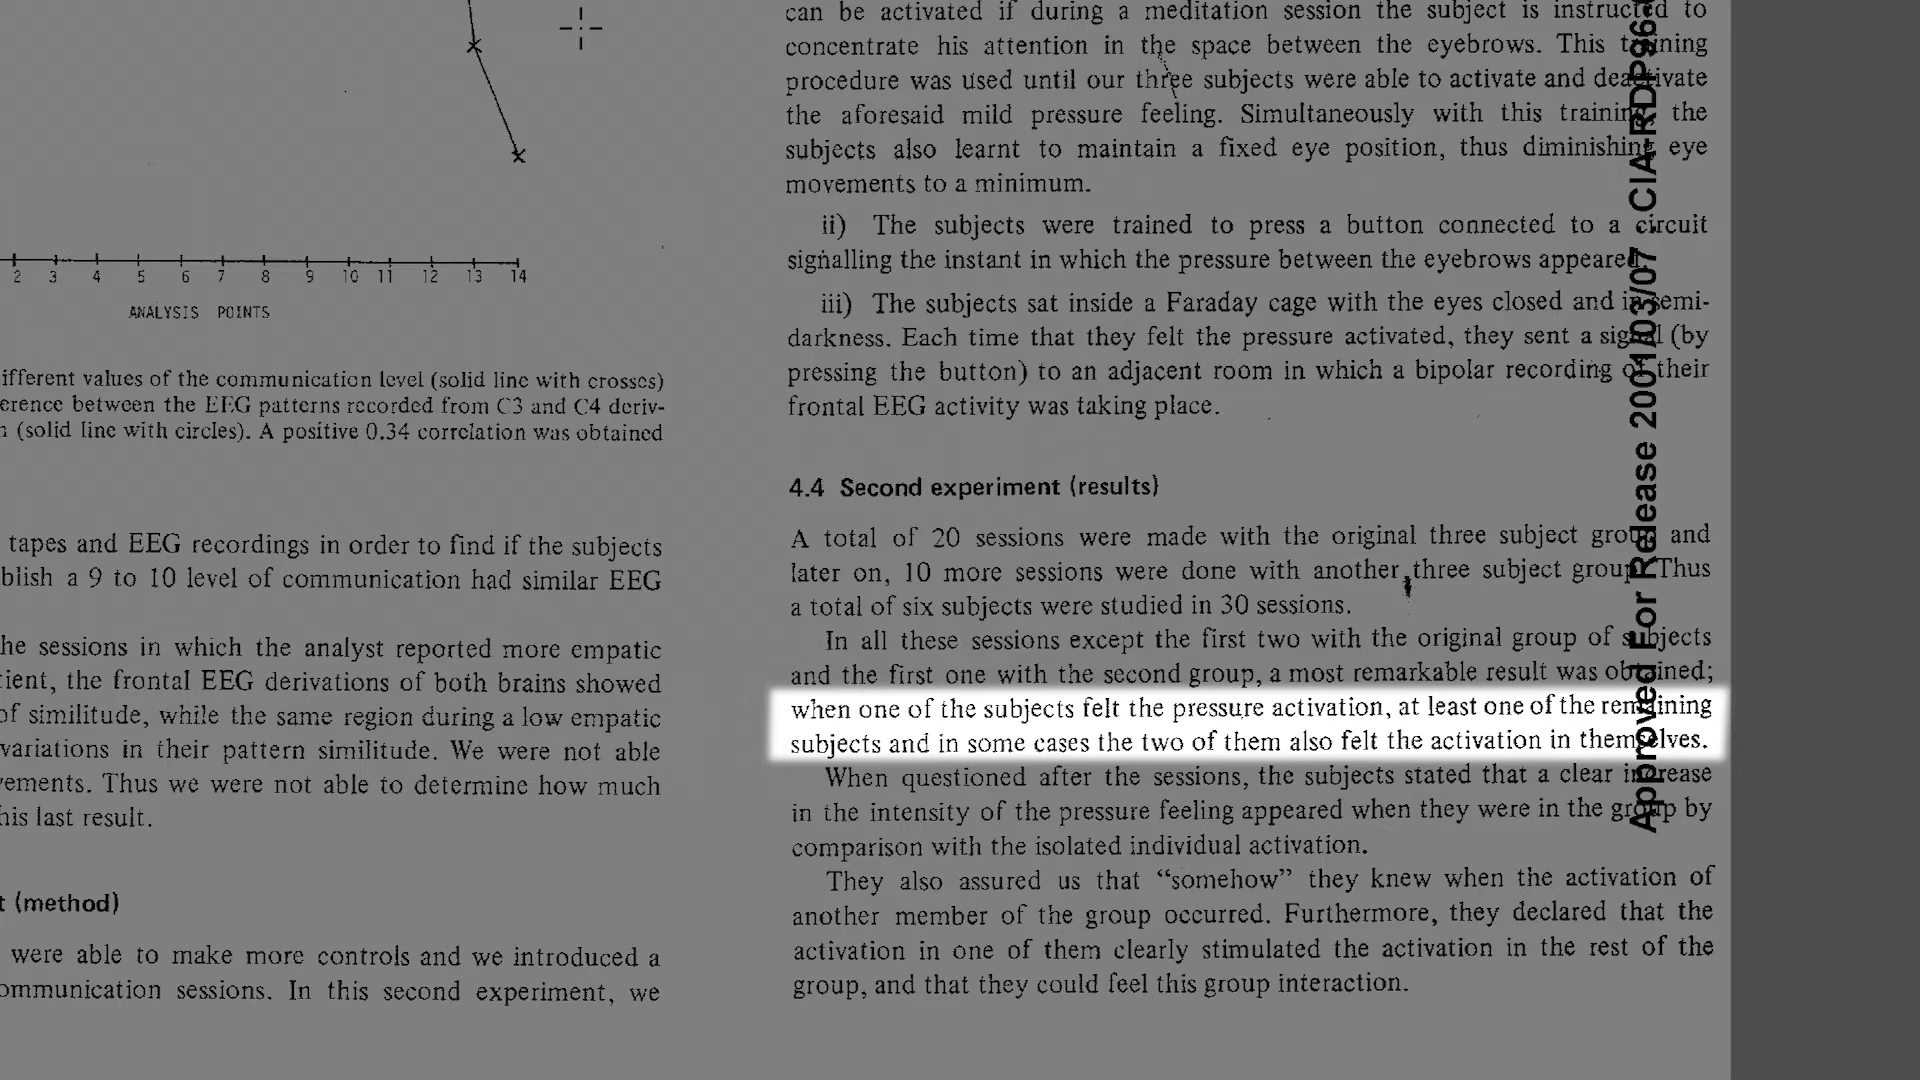 2 3 4 5 6 7 8 9 10 11 12 13 14
ANALYSIS POINTS
ifferent values of the communication level (solid line with crosses)
erence between the EEG patterns recorded from C3 and C4 deriv-
(solid line with circles). A positive 0.34 correlation was obtained
tapes and EEG recordings in order to find if the subjects
blish a 9 to 10 level of communication had similar EEG
he sessions in which the analyst reported more empatic
ient, the frontal EEG derivations of both brains showed
of similitude, while the same region during a low empatic
variations in their pattern similitude. We were not able
vements. Thus we were not able to determine how much
his last result.
t (method)
were able to make more controls and we introduced a
ommunication sessions. In this second experiment, we
can be activated if during a meditation session the subject is instructed to
concentrate his attention in the space between the eyebrows. This training
procedure was used until our three subjects were able to activate and deactivate
the aforesaid mild pressure feeling. Simultaneously with this training the
subjects also learnt to maintain a fixed eye position, thus diminishing eye
movements to a minimum.
ii) The subjects were trained to press a button connected to a circuit
signalling the instant in which the pressure between the eyebrows appeared.
iii) The subjects sat inside a Faraday cage with the eyes closed and in semi-
darkness. Each time that they felt the pressure activated, they sent a signal (by
pressing the button) to an adjacent room in which a bipolar recording of their
frontal EEG activity was taking place.
4.4 Second experiment (results)
A total of 20 sessions were made with the original three subject group and
later on, 10 more sessions were done with another three subject group. Thus
a total of six subjects were studied in 30 sessions.
In all these sessions except the first two with the original group of subjects
and the first one with the second group, a most remarkable result was obtained;
when one of the subjects felt the pressure activation, at least one of the remaining
subjects and in some cases the two of them also felt the activation in themselves.
When questioned after the sessions, the subjects stated that a clear increase
in the intensity of the pressure feeling appeared when they were in the group by
comparison with the isolated individual activation.
They also assured us that “somehow” they knew when the activation of
another member of the group occurred. Furthermore, they declared that the
activation in one of them clearly stimulated the activation in the rest of the
group, and that they could feel this group interaction.
Approved For Release 2001/03/07 : CIA-RDP96-